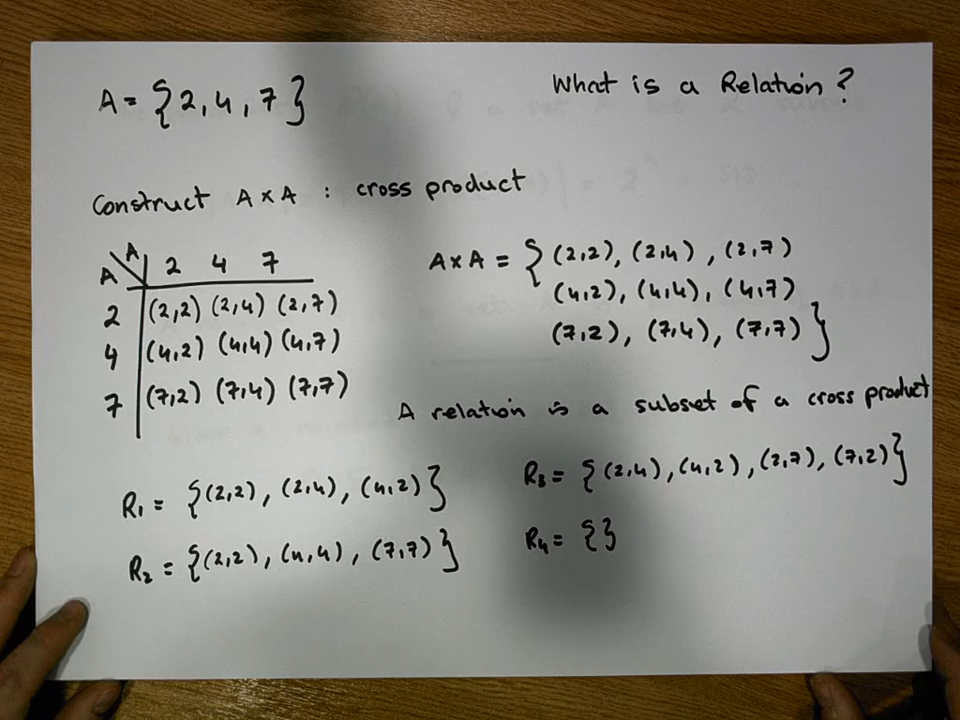 A = {2, 4, 7}
What is a Relation?
Construct A x A : cross product
A A 2 4 7
2 (2,2) (2,4) (2,7)
4 (4,2) (4,4) (4,7)
7 (7,2) (7,4) (7,7)
A x A = { (2,2), (2,4), (2,7)
(4,2), (4,4), (4,7)
(7,2), (7,4), (7,7) }
A relation is a subset of a cross product
R1 = {(2,2), (2,4), (4,2)}
R2 = {(2,2), (4,4), (7,7)}
R3 = {(2,4), (4,2), (2,7), (7,2)}
R4 = {}